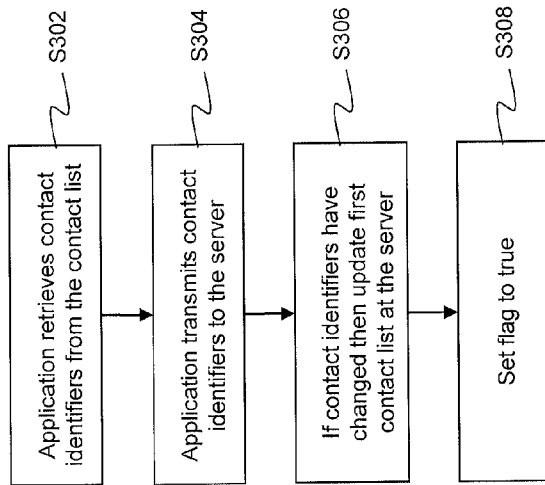 Application retrieves contact
identifiers from the contact list
S302
Application transmits contact
identifiers to the server
S304
If contact identifiers have
changed then update first
contact list at the server
S306
Set flag to true
S308